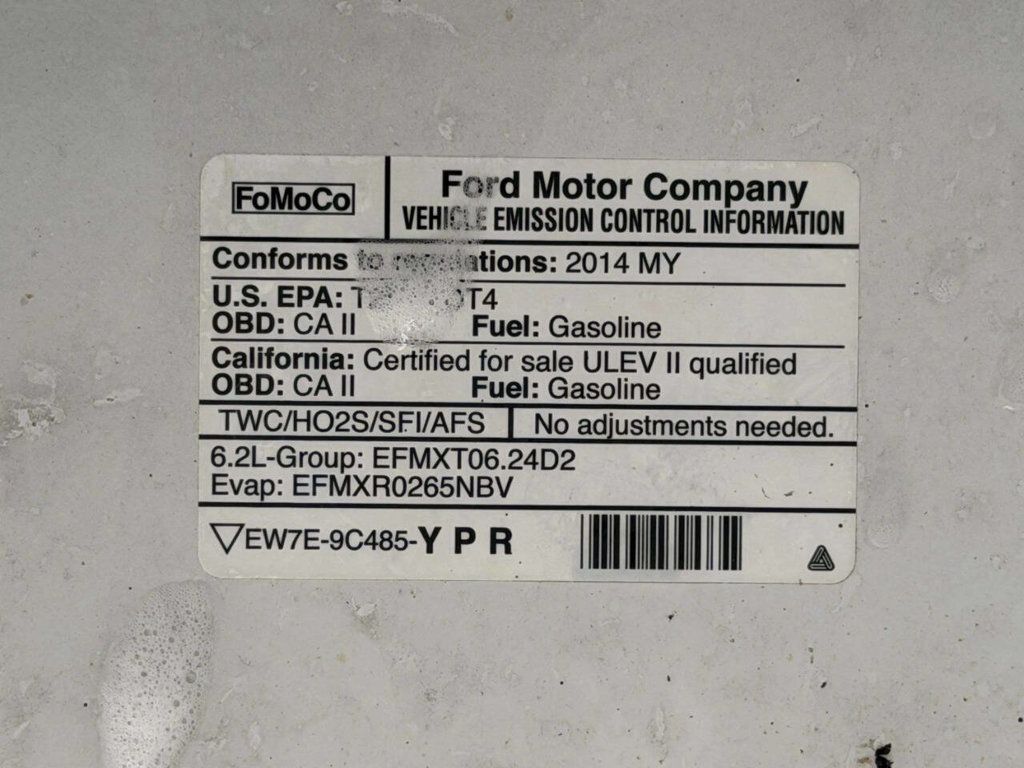 FoMoCo
Ford Motor Company
VEHICLE EMISSION CONTROL INFORMATION
Conforms to regulations: 2014 MY
U.S. EPA:
OBD: CA II Fuel: Gasoline
California: Certified for sale ULEV II qualified
OBD: CA II Fuel: Gasoline
TWC/HO2S/SFI/AFS No adjustments needed.
6.2L-Group: EFMXT06.24D2
Evap: EFMXR0265NBV
EW7E-9C485-Y P R